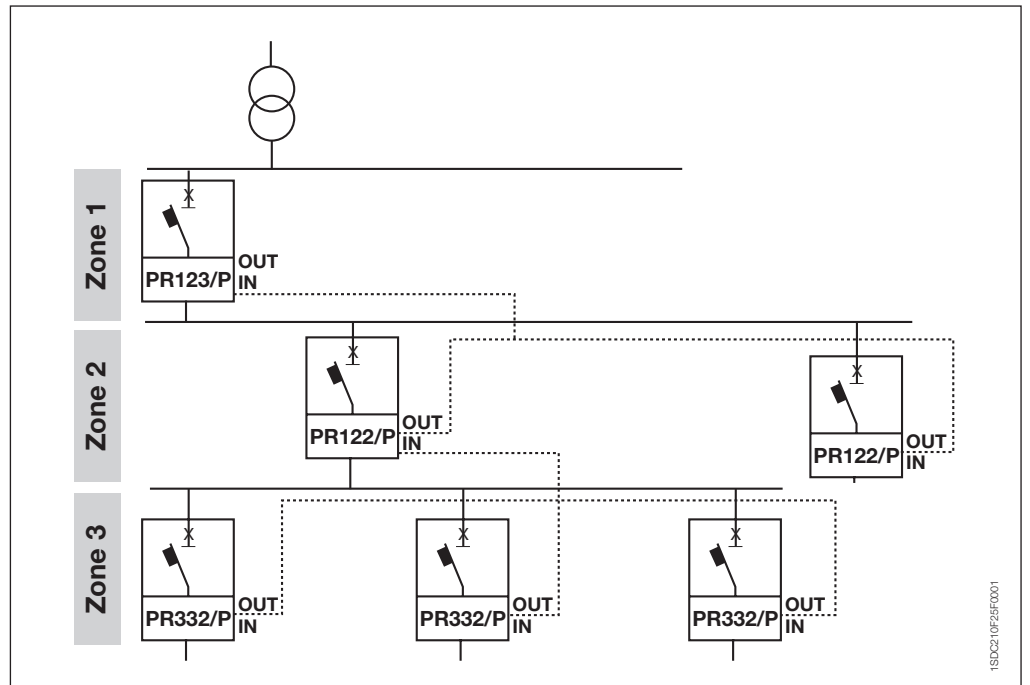 Zone 1
PR123/P
OUT
IN
Zone 2
PR122/P
OUT
IN
PR122/P
OUT
IN
Zone 3
PR332/P
OUT
IN
PR332/P
OUT
IN
PR332/P
OUT
IN
1SDC210F25F0001